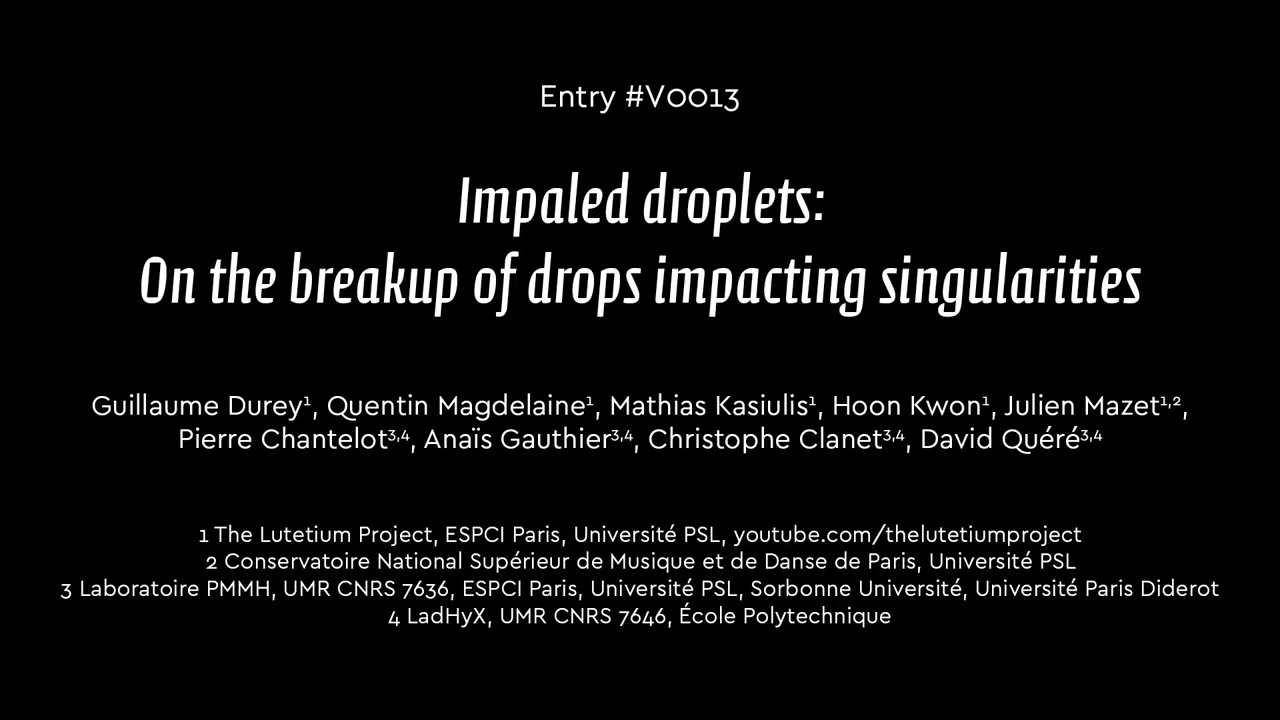 Entry #V0013
Impaled droplets:
On the breakup of drops impacting singularities
Guillaume Durey¹, Quentin Magdelaine¹, Mathias Kasiulis¹, Hoon Kwon¹, Julien Mazet¹,²,
Pierre Chantelot³,⁴, Anaïs Gauthier³,⁴, Christophe Clanet³,⁴, David Quéré³,⁴
1 The Lutetium Project, ESPCI Paris, Université PSL, youtube.com/thelutetiumproject
2 Conservatoire National Supérieur de Musique et de Danse de Paris, Université PSL
3 Laboratoire PMMH, UMR CNRS 7636, ESPCI Paris, Université PSL, Sorbonne Université, Université Paris Diderot
4 LadHyX, UMR CNRS 7646, École Polytechnique